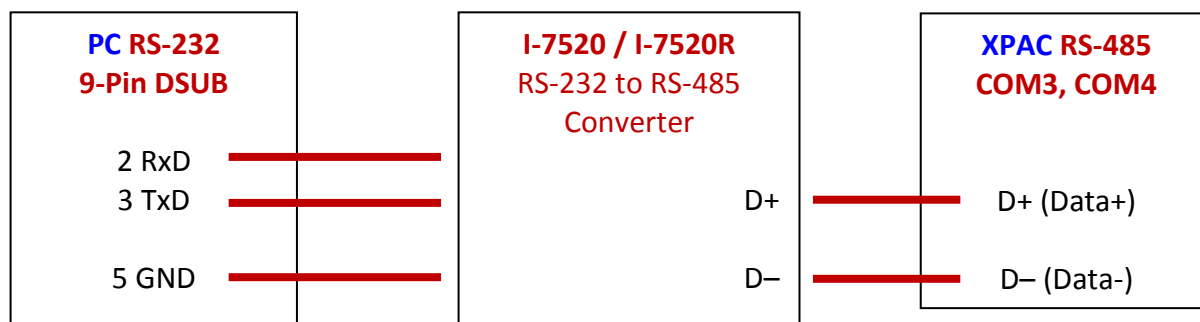 PC RS-232
9-Pin DSUB
2 RxD
3 TxD
5 GND
I-7520 / I-7520R
RS-232 to RS-485
Converter
D+
D–
XPAC RS-485
COM3, COM4
D+ (Data+)
D– (Data-)